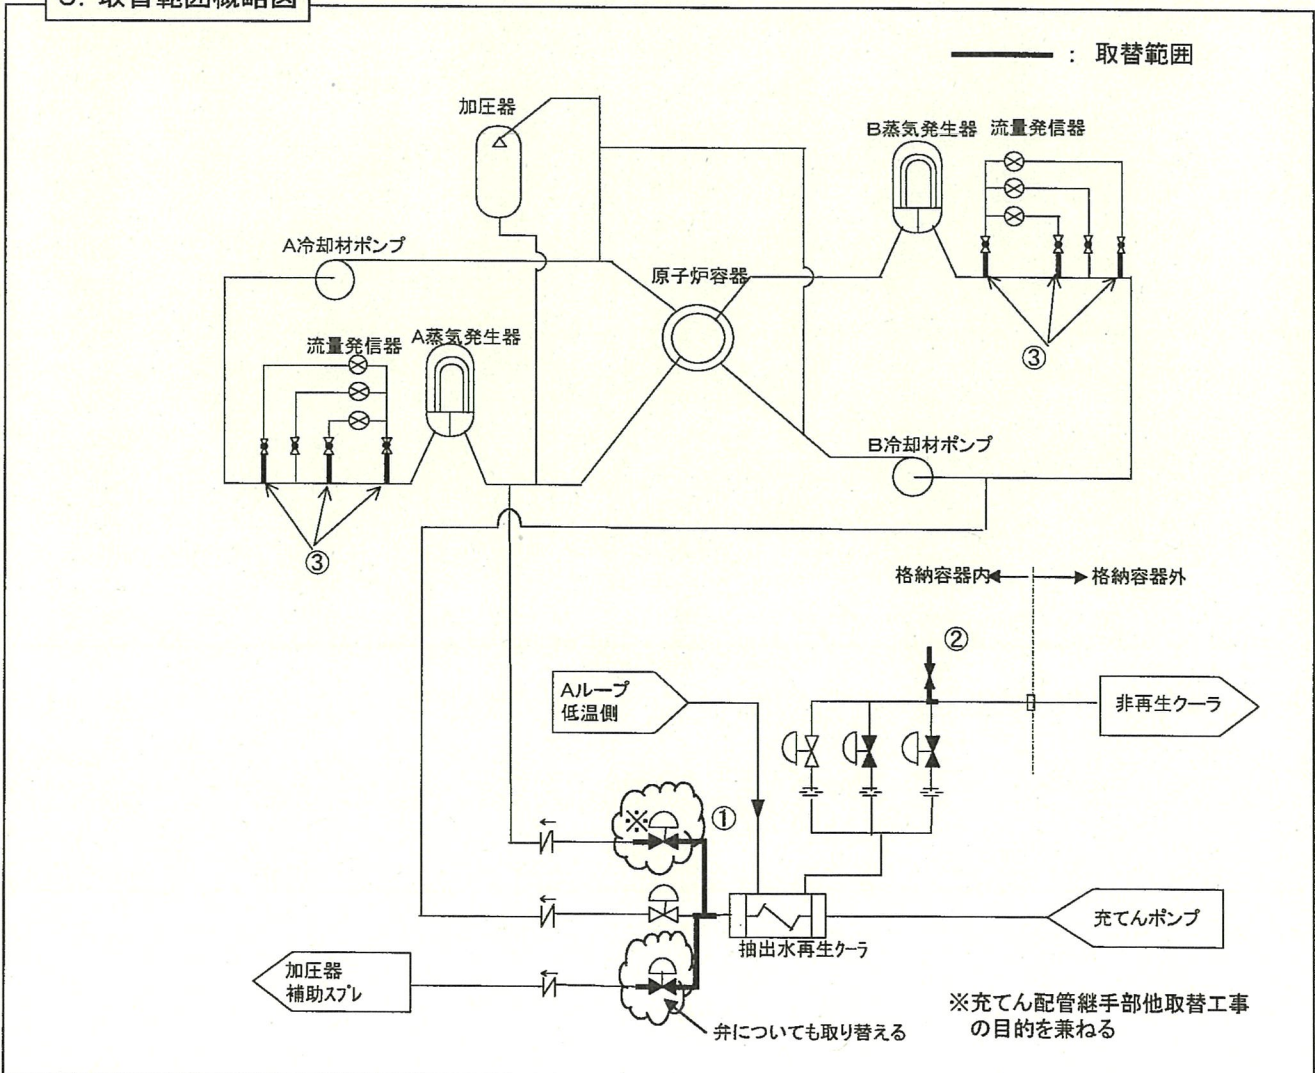 3. 取替範囲概略図
: 取替範囲
加圧器
B蒸気発生器
流量発信器
A冷却材ポンプ
原子炉容器
流量発信器
A蒸気発生器
③
B冷却材ポンプ
③
格納容器内
格納容器外
②
Aループ
低温側
非再生クーラ
※
①
充てんポンプ
抽出水再生クーラ
加圧器
補助スプレ
※充てん配管継手部他取替工事
の目的を兼ねる
弁についても取り替える